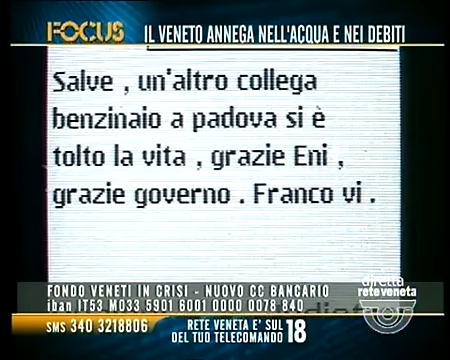 FOCUS
IL VENETO ANNEGA NELL'ACQUA E NEI DEBITI
Salve , un'altro collega
benzinaio a padova si è
tolto la vita , grazie Eni ,
grazie governo . Franco vi .
FONDO VENETI IN CRISI - NUOVO CC BANCARIO
iban IT53 M033 5901 6001 0000 0078 840
diretta
reteveneta
SMS 340 3218806
RETE VENETA E' SUL
DEL TUO TELECOMANDO
18